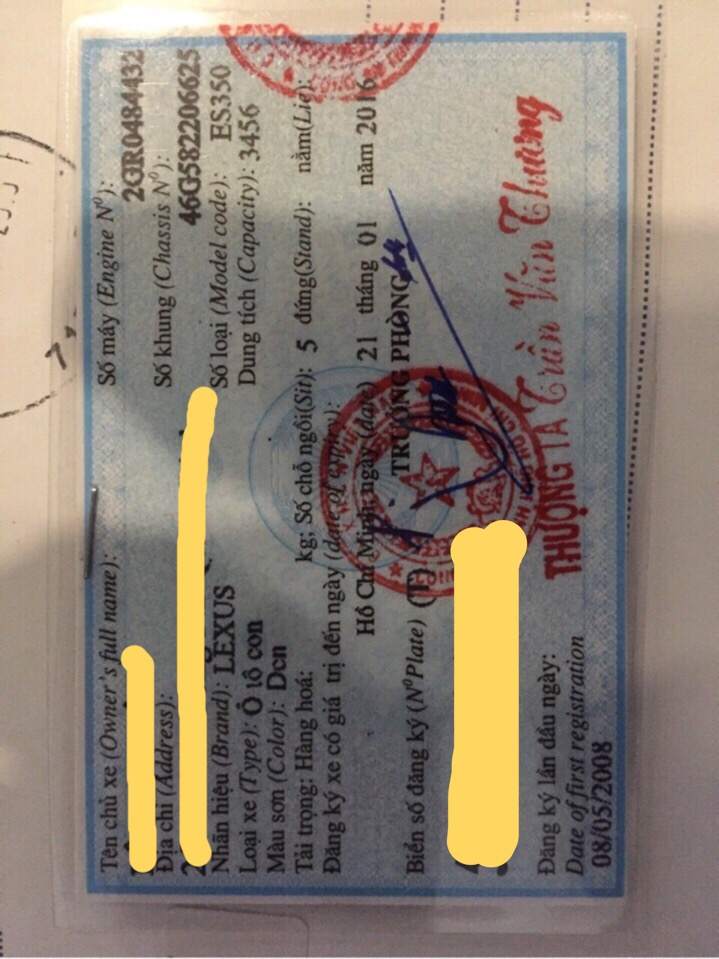 Tên chủ xe (Owner's full name):
Số máy (Engine Nº):
2GR0484432
Địa chỉ (Address):
Số khung (Chassis Nº):
46G582206625
Nhãn hiệu (Brand): LEXUS
Số loại (Model code): ES350
Loại xe (Type): Ô tô con
Dung tích (Capacity): 3456
Màu sơn (Color): Đen
Tải trọng: Hàng hoá: kg; Số chỗ ngồi(Sit): 5 đứng(Stand): nằm(Lie):
Đăng ký xe có giá trị đến ngày (date of expiry):
Hồ Chí Minh, ngày (date) 21 tháng 01 năm 2016
Biển số đăng ký (NºPlate) (T) TRƯỞNG PHÒNG
THƯỢNG TÁ Trần Văn Thương
Đăng ký lần đầu ngày:
Date of first registration
08/05/2008